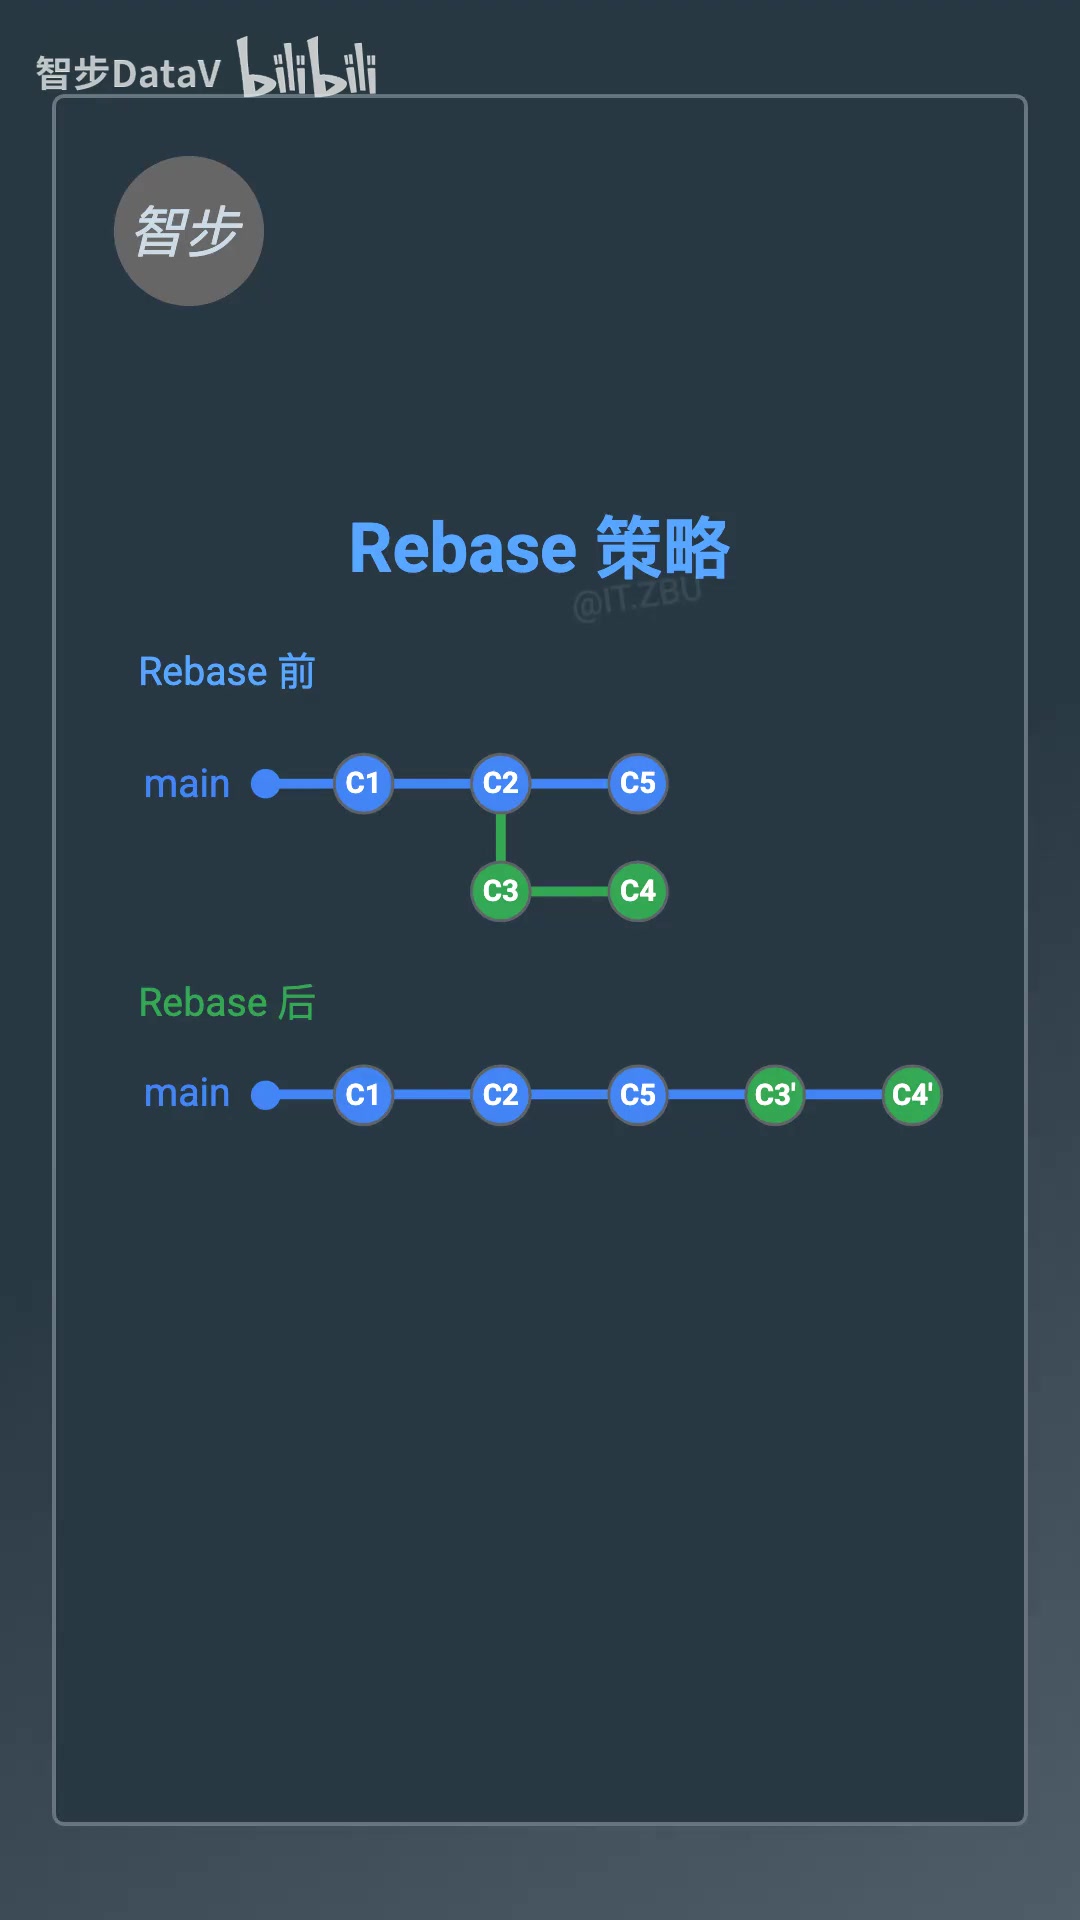 智步DataV bilibili
智步
Rebase 策略
@IT.ZBU
Rebase 前
main C1 C2 C5
C3 C4
Rebase 后
main C1 C2 C5 C3' C4'